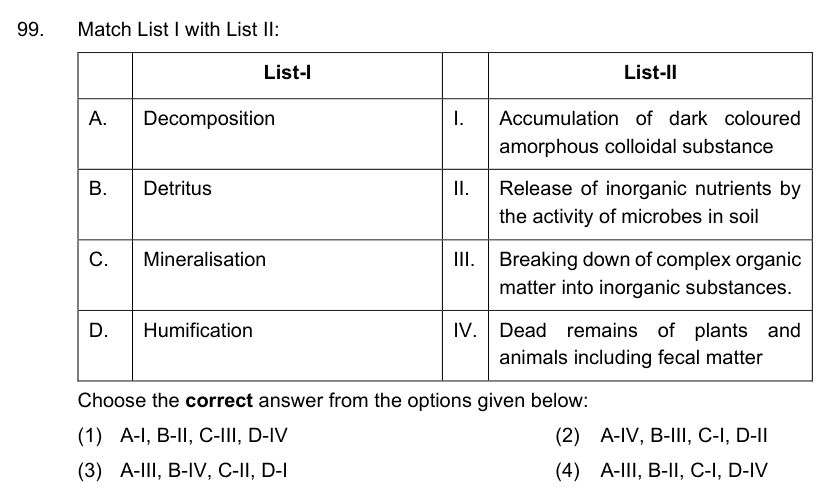 99. Match List I with List II:
List-I List-II
A. Decomposition I. Accumulation of dark coloured
amorphous colloidal substance
B. Detritus II. Release of inorganic nutrients by
the activity of microbes in soil
C. Mineralisation III. Breaking down of complex organic
matter into inorganic substances.
D. Humification IV. Dead remains of plants and
animals including fecal matter
Choose the correct answer from the options given below:
(1) A-I, B-II, C-III, D-IV (2) A-IV, B-III, C-I, D-II
(3) A-III, B-IV, C-II, D-I (4) A-III, B-II, C-I, D-IV